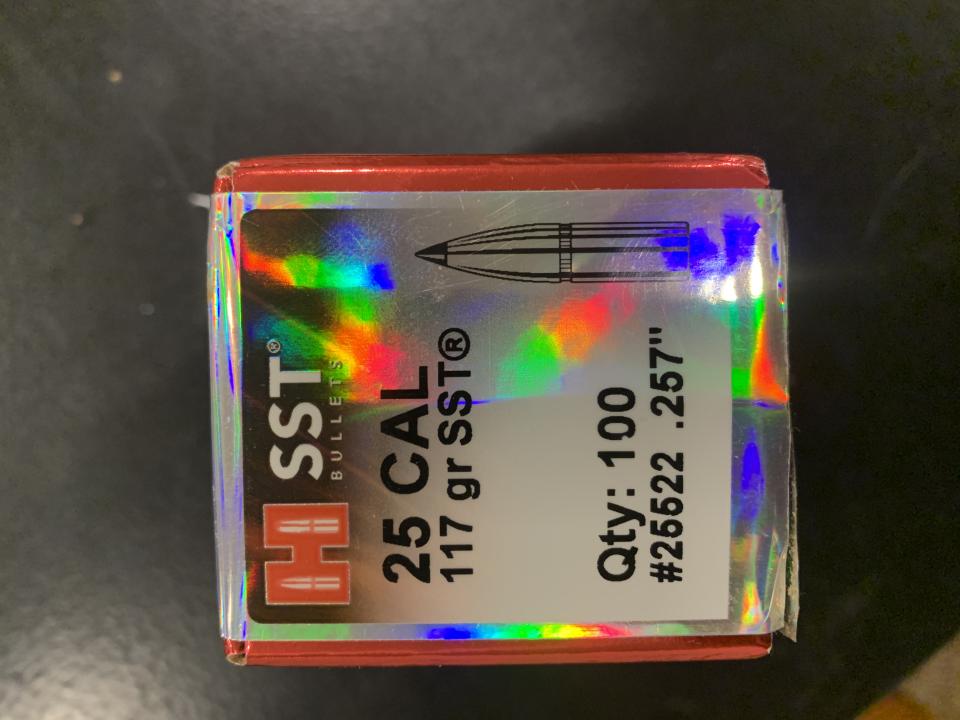 H SST®
BULLETS
25 CAL
117 gr SST®
Qty: 100
#25522 .257"